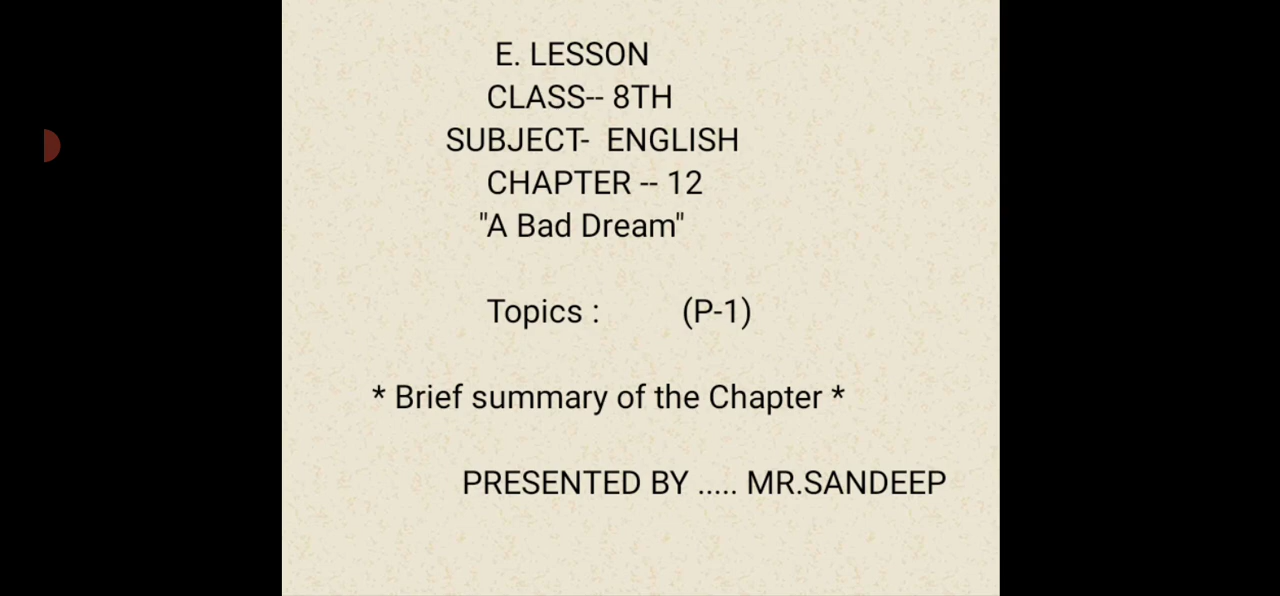 E. LESSON
CLASS-- 8TH
SUBJECT- ENGLISH
CHAPTER -- 12
"A Bad Dream"
Topics : (P-1)
* Brief summary of the Chapter *
PRESENTED BY ..... MR.SANDEEP